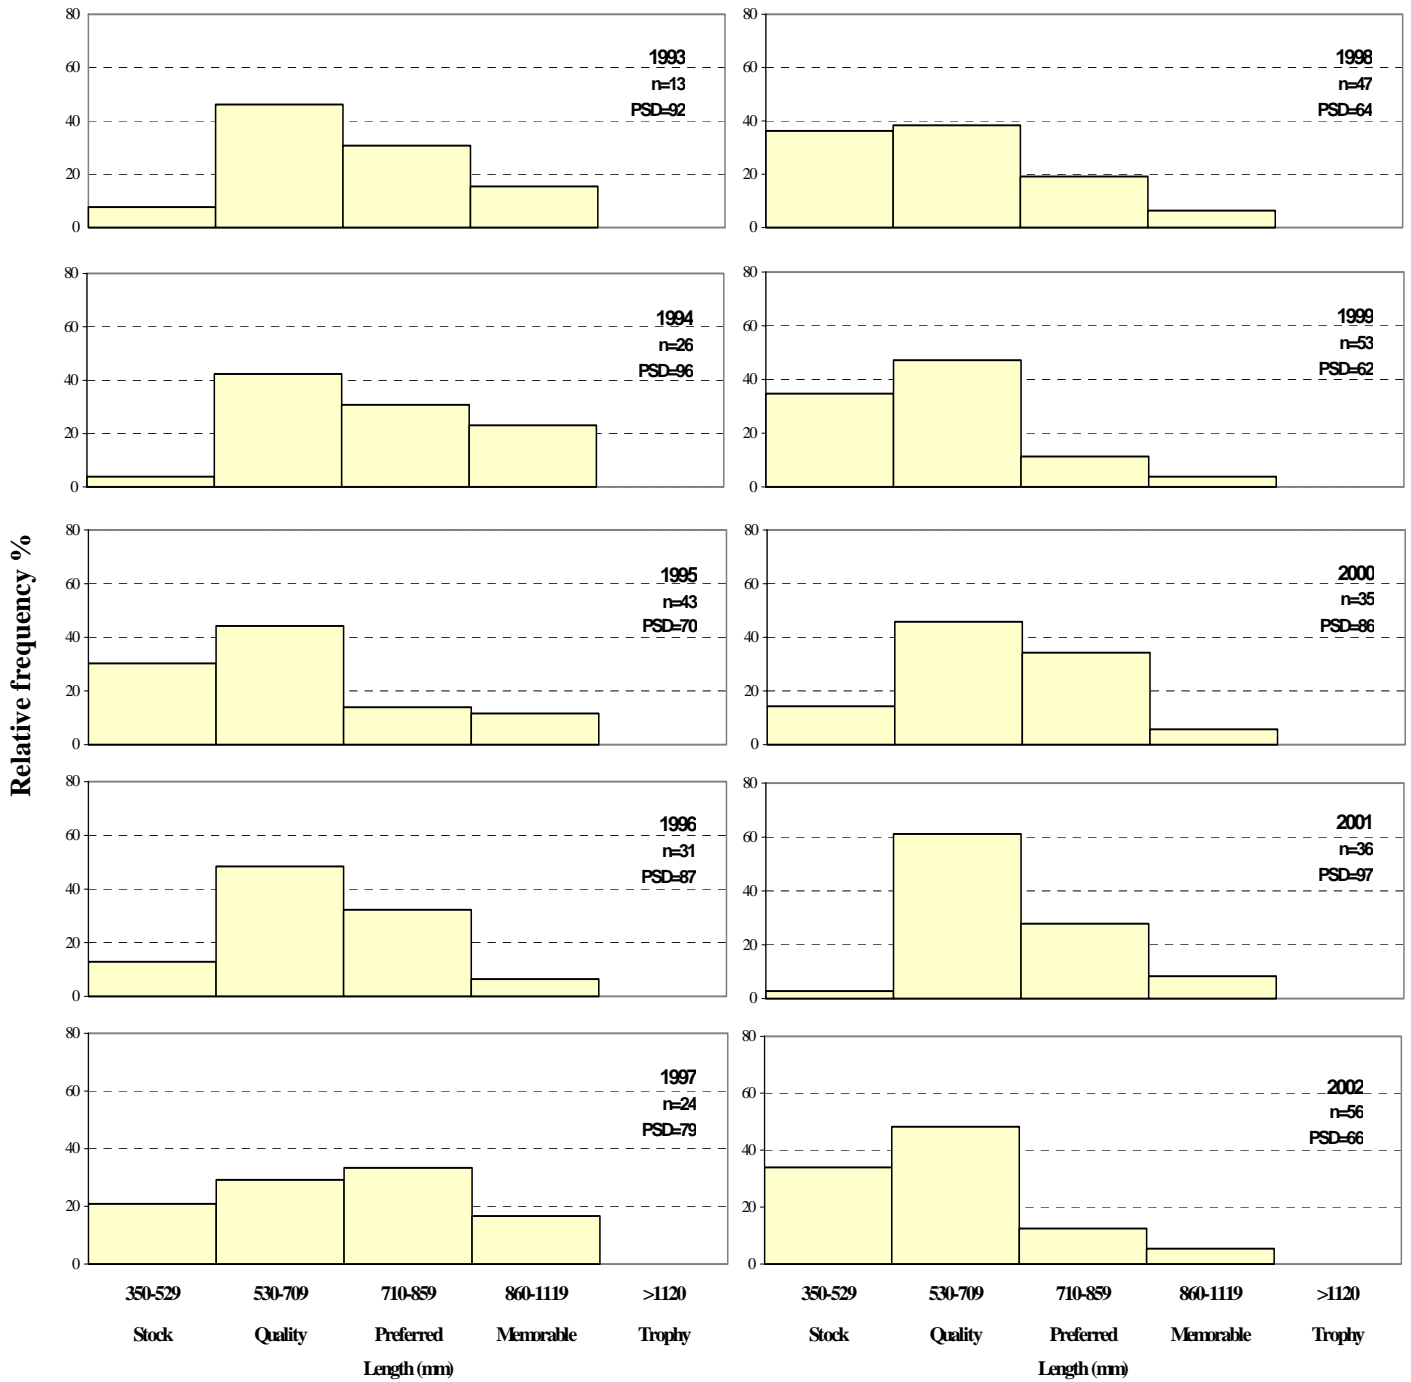 Relative frequency %
80
60
40
20
0
1993
n=13
PSD=92
80
60
40
20
0
1994
n=26
PSD=96
80
60
40
20
0
1995
n=43
PSD=70
80
60
40
20
0
1996
n=31
PSD=87
80
60
40
20
0
1997
n=24
PSD=79
350-529 530-709 710-859 860-1119 >1120
Stock Quality Preferred Memorable Trophy
Length (mm)
80
60
40
20
0
1998
n=47
PSD=64
80
60
40
20
0
1999
n=53
PSD=62
80
60
40
20
0
2000
n=35
PSD=86
80
60
40
20
0
2001
n=36
PSD=97
80
60
40
20
0
2002
n=56
PSD=66
350-529 530-709 710-859 860-1119 >1120
Stock Quality Preferred Memorable Trophy
Length (mm)